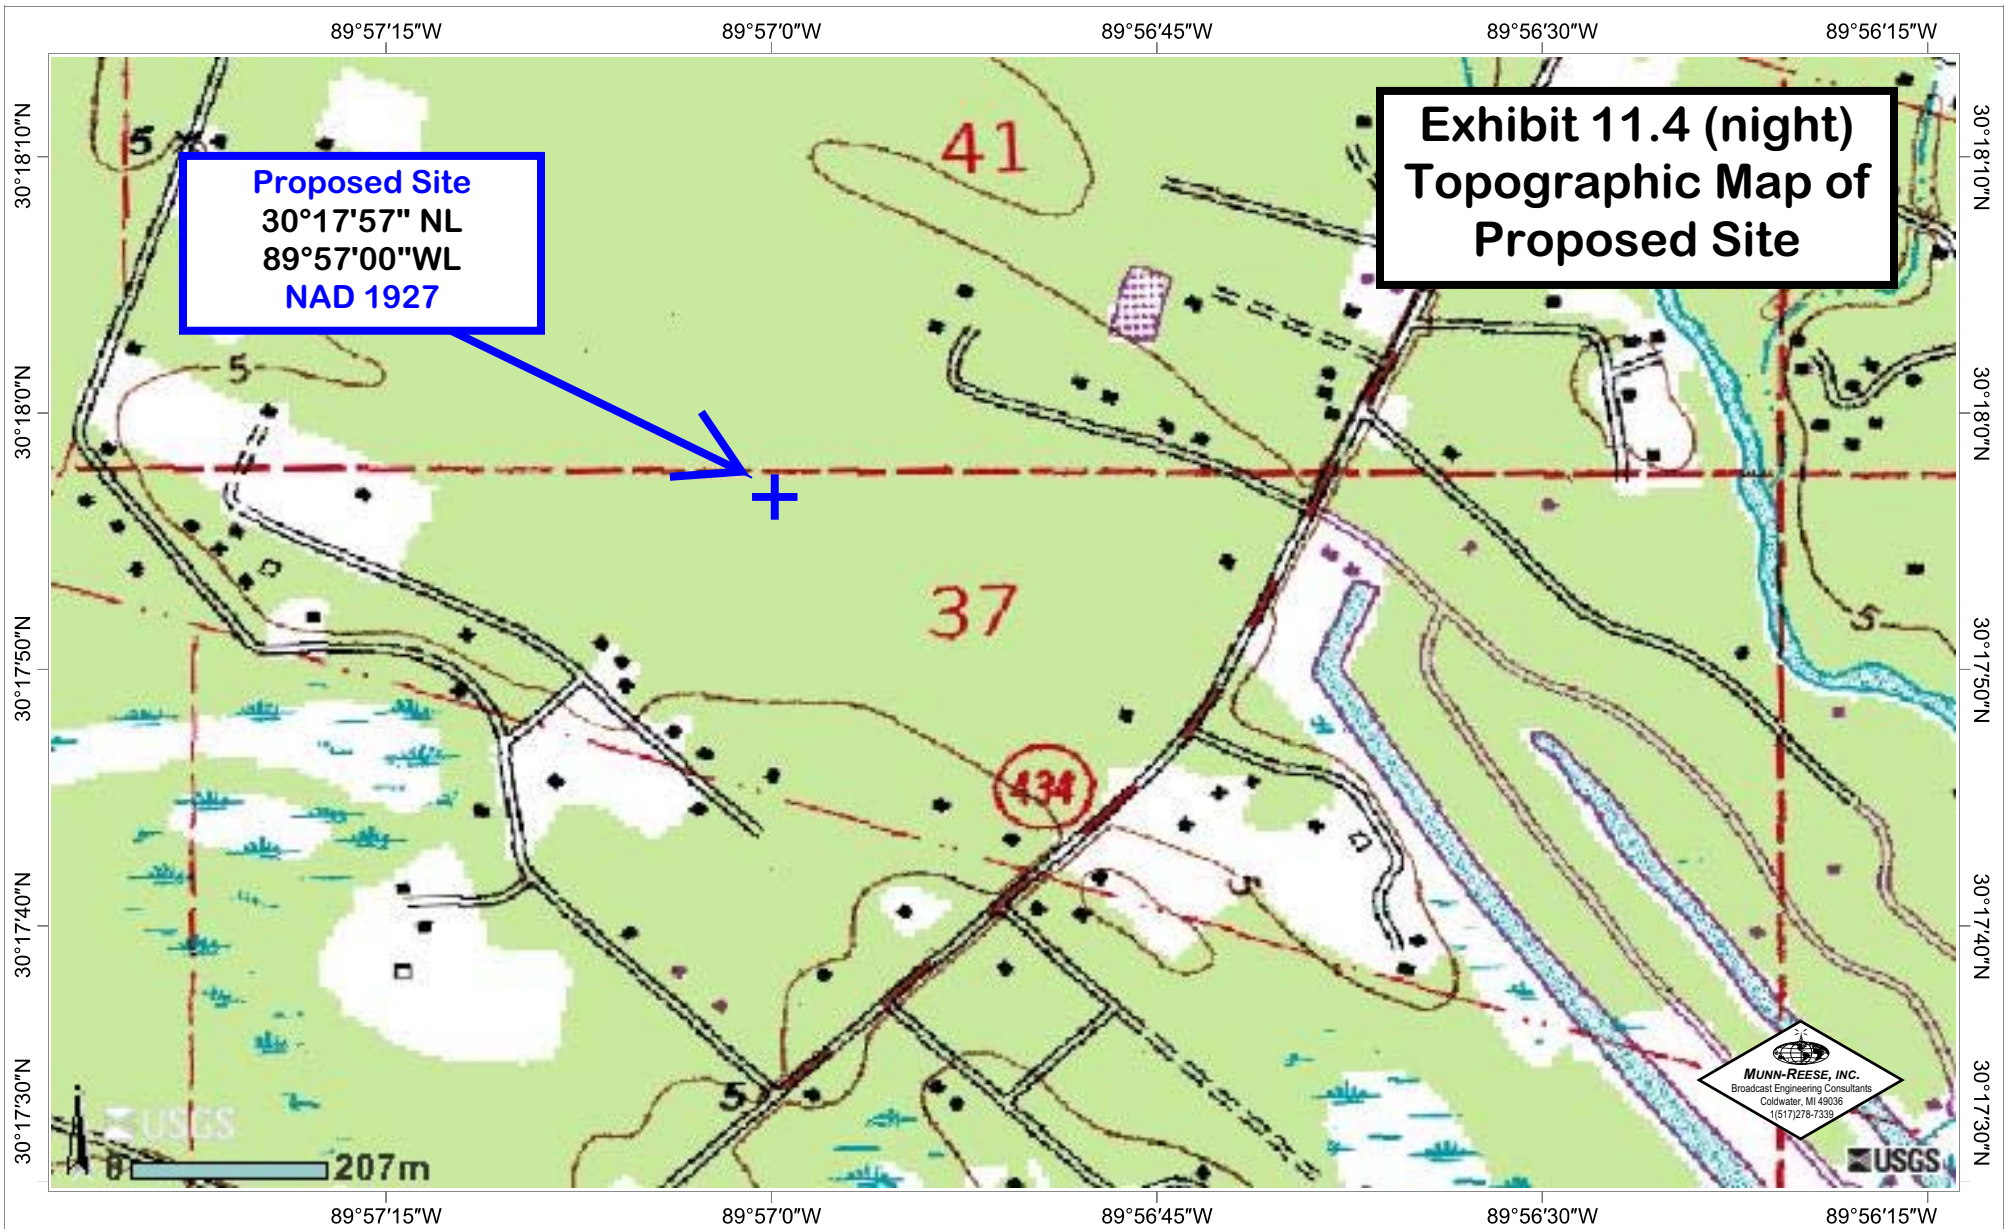 89°57'15"W 89°57'0"W 89°56'45"W 89°56'30"W 89°56'15"W
30°18'10"N
30°18'0"N
30°17'50"N
30°17'40"N
30°17'30"N
Exhibit 11.4 (night)
Topographic Map of
Proposed Site
Proposed Site
30°17'57" NL
89°57'00"WL
NAD 1927
5
41
5
37
5
434
5
5
USGS
0 207m
MUNN-REESE, INC.
Broadcast Engineering Consultants
Coldwater, MI 49036
1(517)278-7339
USGS
30°18'10"N
30°18'0"N
30°17'50"N
30°17'40"N
30°17'30"N
89°57'15"W 89°57'0"W 89°56'45"W 89°56'30"W 89°56'15"W